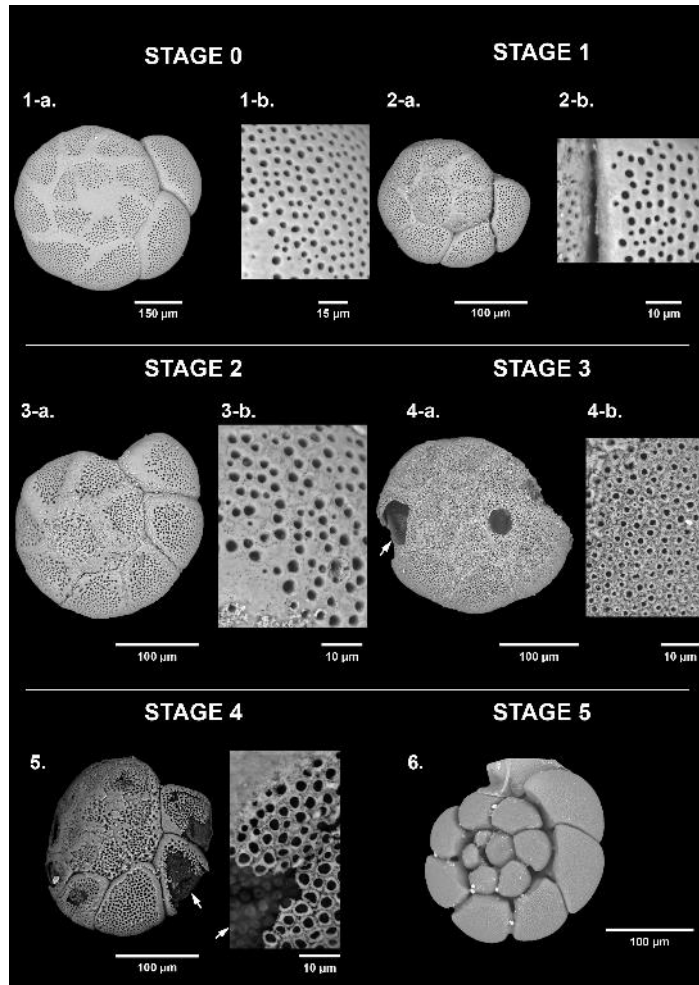 STAGE 0
STAGE 1
1-a.
1-b.
2-a.
2-b.
150 µm
15 µm
100 µm
10 µm
STAGE 2
STAGE 3
3-a.
3-b.
4-a.
4-b.
100 µm
10 µm
100 µm
10 µm
STAGE 4
STAGE 5
5.
6.
100 µm
10 µm
100 µm